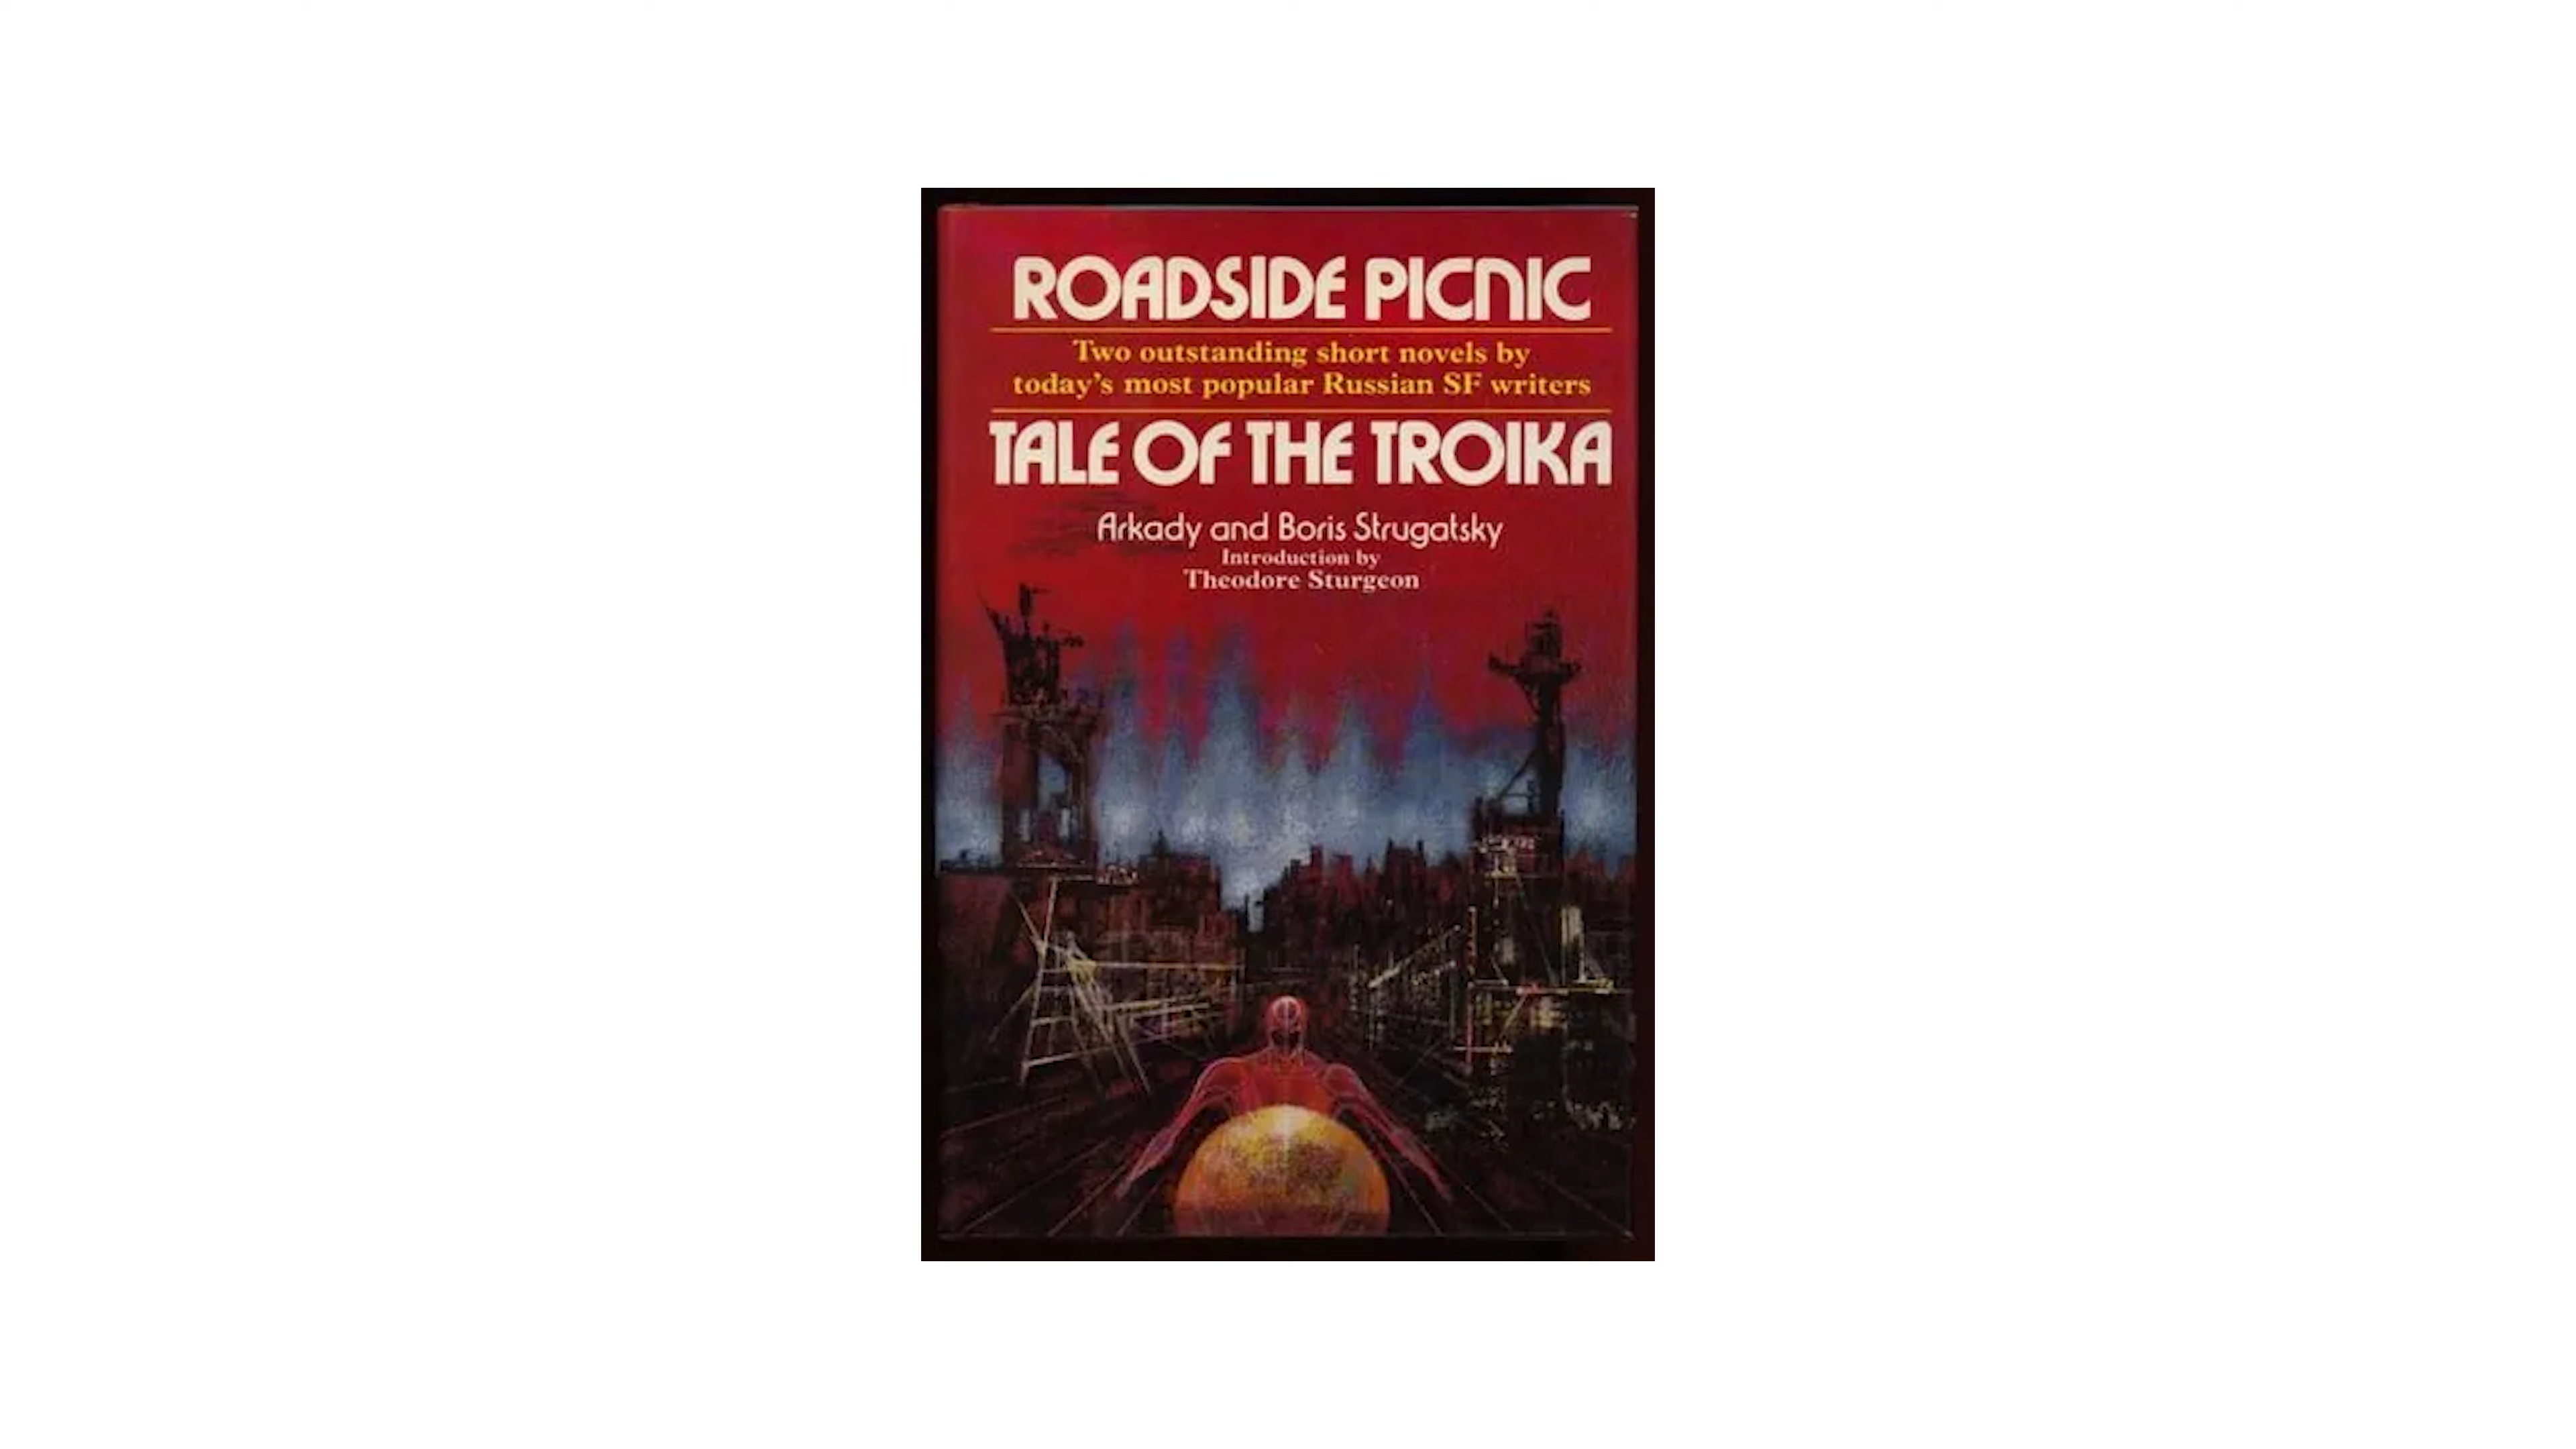 ROADSIDE PICNIC
Two outstanding short novels by
today's most popular Russian SF writers
TALE OF THE TROIKA
Arkady and Boris Strugatsky
Introduction by
Theodore Sturgeon